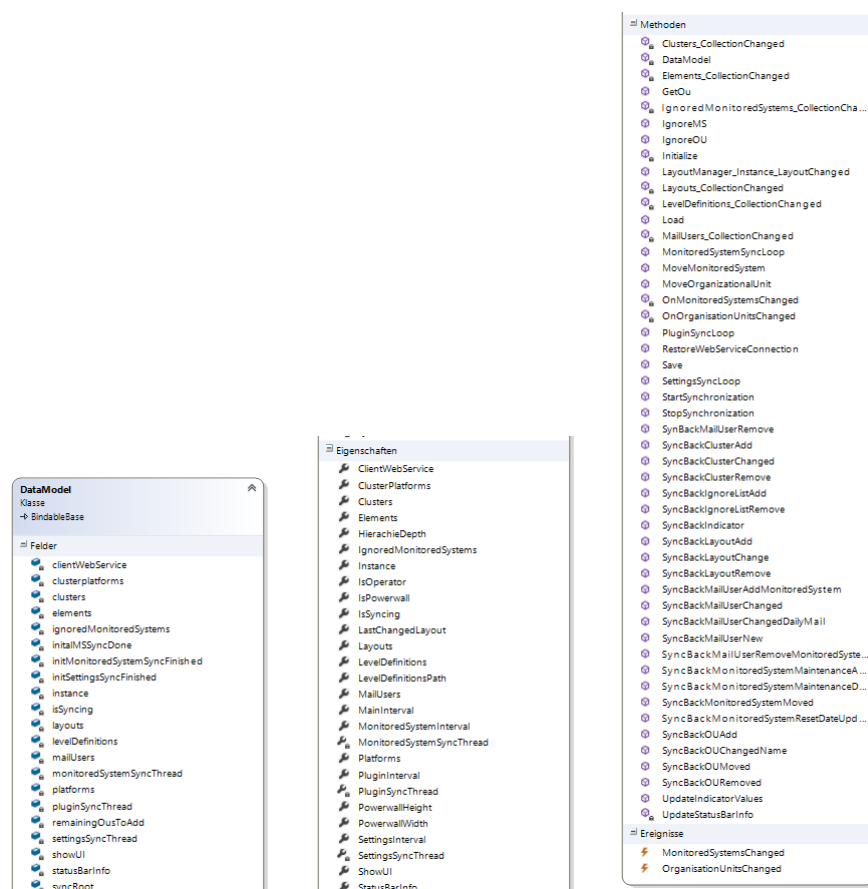 DataModel
Klasse
BindableBase
Felder
clientWebService
clusterplatforms
clusters
elements
ignoredMonitoredSystems
initalMSSyncDone
initMonitoredSystemSyncFinished
initSettingsSyncFinished
instance
isSyncing
layouts
levelDefinitions
mailUsers
monitoredSystemSyncThread
platforms
pluginSyncThread
remainingOusToAdd
settingsSyncThread
showUI
statusBarInfo
syncRoot
Eigenschaften
ClientWebService
ClusterPlatforms
Clusters
Elements
HierachieDepth
IgnoredMonitoredSystems
Instance
IsOperator
IsPowerwall
IsSyncing
LastChangedLayout
Layouts
LevelDefinitions
LevelDefinitionsPath
MailUsers
MainInterval
MonitoredSystemInterval
MonitoredSystemSyncThread
Platforms
PluginInterval
PluginSyncThread
PowerwallHeight
PowerwallWidth
SettingsInterval
SettingsSyncThread
ShowUI
StatusBarInfo
Methoden
Clusters_CollectionChanged
DataModel
Elements_CollectionChanged
GetOu
IgnoredMonitoredSystems_CollectionCha...
IgnoreMS
IgnoreOU
Initialize
LayoutManager_Instance_LayoutChanged
Layouts_CollectionChanged
LevelDefinitions_CollectionChanged
Load
MailUsers_CollectionChanged
MonitoredSystemSyncLoop
MoveMonitoredSystem
MoveOrganizationalUnit
OnMonitoredSystemsChanged
OnOrganisationUnitsChanged
PluginSyncLoop
RestoreWebServiceConnection
Save
SettingsSyncLoop
StartSynchronization
StopSynchronization
SynBackMailUserRemove
SyncBackClusterAdd
SyncBackClusterChanged
SyncBackClusterRemove
SyncBackIgnoreListAdd
SyncBackIgnoreListRemove
SyncBackIndicator
SyncBackLayoutAdd
SyncBackLayoutChange
SyncBackLayoutRemove
SyncBackMailUserAddMonitoredSystem
SyncBackMailUserChanged
SyncBackMailUserChangedDailyMail
SyncBackMailUserNew
SyncBackMailUserRemoveMonitoredSyste...
SyncBackMonitoredSystemMaintenanceA...
SyncBackMonitoredSystemMaintenanceD...
SyncBackMonitoredSystemMoved
SyncBackMonitoredSystemResetDateUpd...
SyncBackOUAdd
SyncBackOUChangedName
SyncBackOUMoved
SyncBackOURemoved
UpdateIndicatorValues
UpdateStatusBarInfo
Ereignisse
MonitoredSystemsChanged
OrganisationUnitsChanged